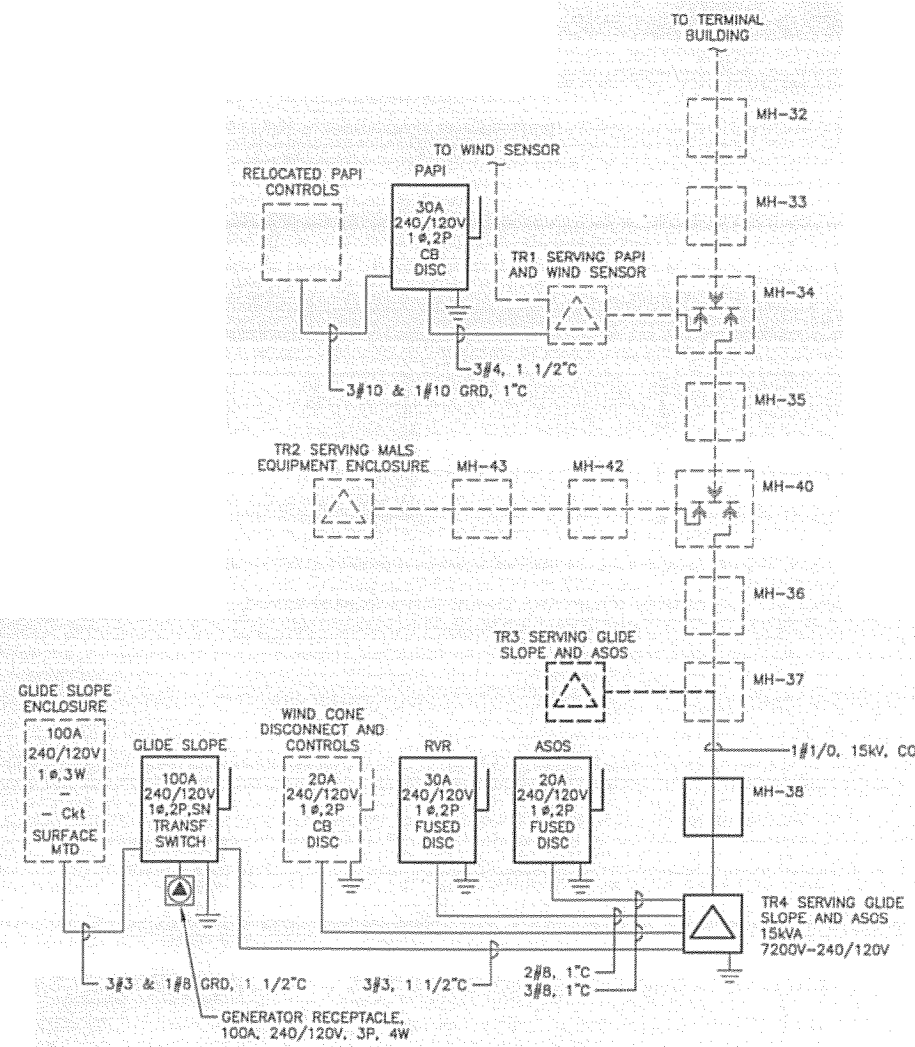 TO TERMINAL
BUILDING
MH-32
TO WIND SENSOR
RELOCATED PAPI
CONTROLS
PAPI
30A
240/120V
1ø,2P
CB
DISC
MH-33
TR1 SERVING PAPI
AND WIND SENSOR
MH-34
3#4, 1 1/2"C
3#10 & 1#10 GRD, 1"C
MH-35
TR2 SERVING MALS
EQUIPMENT ENCLOSURE
MH-43
MH-42
MH-40
MH-36
TR3 SERVING GLIDE
SLOPE AND ASOS
MH-37
GLIDE SLOPE
ENCLOSURE
100A
240/120V
1ø,3W
-
- Ckt
SURFACE
MTD
GLIDE SLOPE
100A
240/120V
1ø,2P,SN
TRANSF
SWITCH
WIND CONE
DISCONNECT AND
CONTROLS
20A
240/120V
1ø,2P
CB
DISC
RVR
30A
240/120V
1ø,2P
FUSED
DISC
ASOS
20A
240/120V
1ø,2P
FUSED
DISC
1#1/0, 15kV, CO
MH-38
TR4 SERVING GLIDE
SLOPE AND ASOS
15kVA
7200V-240/120V
3#3 & 1#8 GRD, 1 1/2"C
3#3, 1 1/2"C
2#8, 1"C
3#8, 1"C
GENERATOR RECEPTACLE,
100A, 240/120V, 3P, 4W